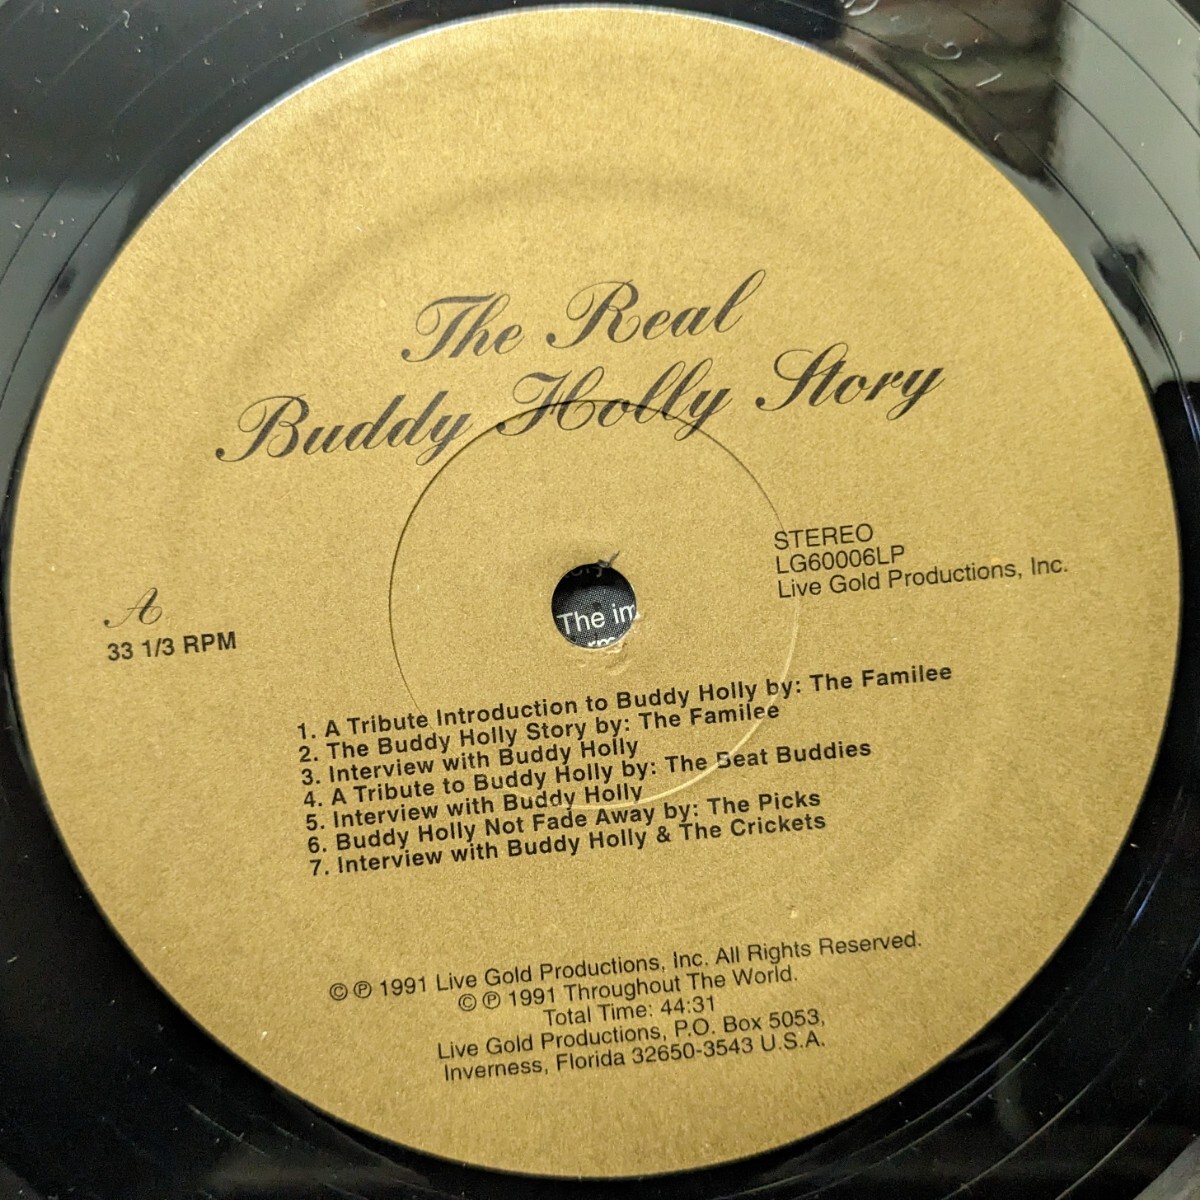 The Real
Buddy Holly Story
STEREO
LG60006LP
Live Gold Productions, Inc.
A
33 1/3 RPM
The
1. A Tribute Introduction to Buddy Holly by: The Familee
2. The Buddy Holly Story by: The Familee
3. Interview with Buddy Holly
4. A Tribute to Buddy Holly by: The Beat Buddies
5. Interview with Buddy Holly
6. Buddy Holly Not Fade Away by: The Picks
7. Interview with Buddy Holly & The Crickets
© ℗ 1991 Live Gold Productions, Inc. All Rights Reserved.
© ℗ 1991 Throughout The World.
Total Time: 44:31
Live Gold Productions, P.O. Box 5053,
Inverness, Florida 32650-3543 U.S.A.